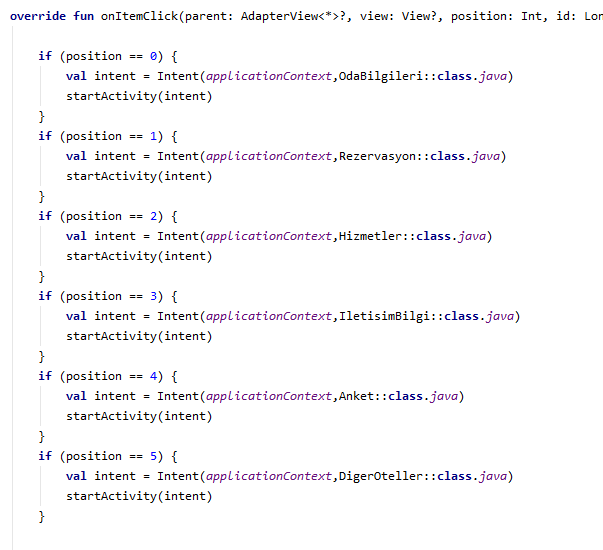 override fun onItemClick(parent: AdapterView<*>?, view: View?, position: Int, id: Lon
if (position == 0) {
val intent = Intent(applicationContext,OdaBilgileri::class.java)
startActivity(intent)
}
if (position == 1) {
val intent = Intent(applicationContext,Rezervasyon::class.java)
startActivity(intent)
}
if (position == 2) {
val intent = Intent(applicationContext,Hizmetler::class.java)
startActivity(intent)
}
if (position == 3) {
val intent = Intent(applicationContext,IletisimBilgi::class.java)
startActivity(intent)
}
if (position == 4) {
val intent = Intent(applicationContext,Anket::class.java)
startActivity(intent)
}
if (position == 5) {
val intent = Intent(applicationContext,DigerOteller::class.java)
startActivity(intent)
}